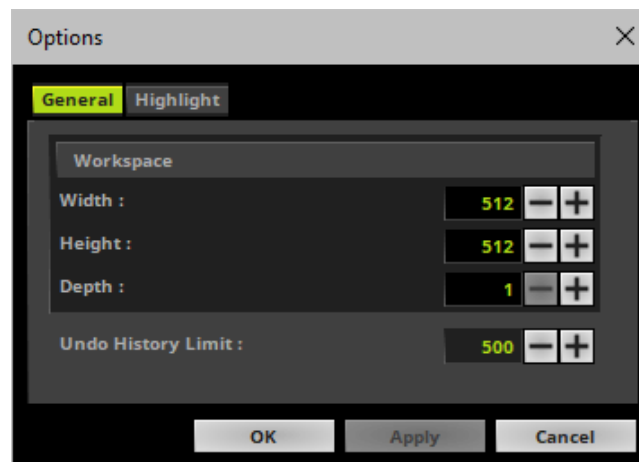 Options
General Highlight
Workspace
Width : 512
Height : 512
Depth : 1
Undo History Limit : 500
OK Apply Cancel